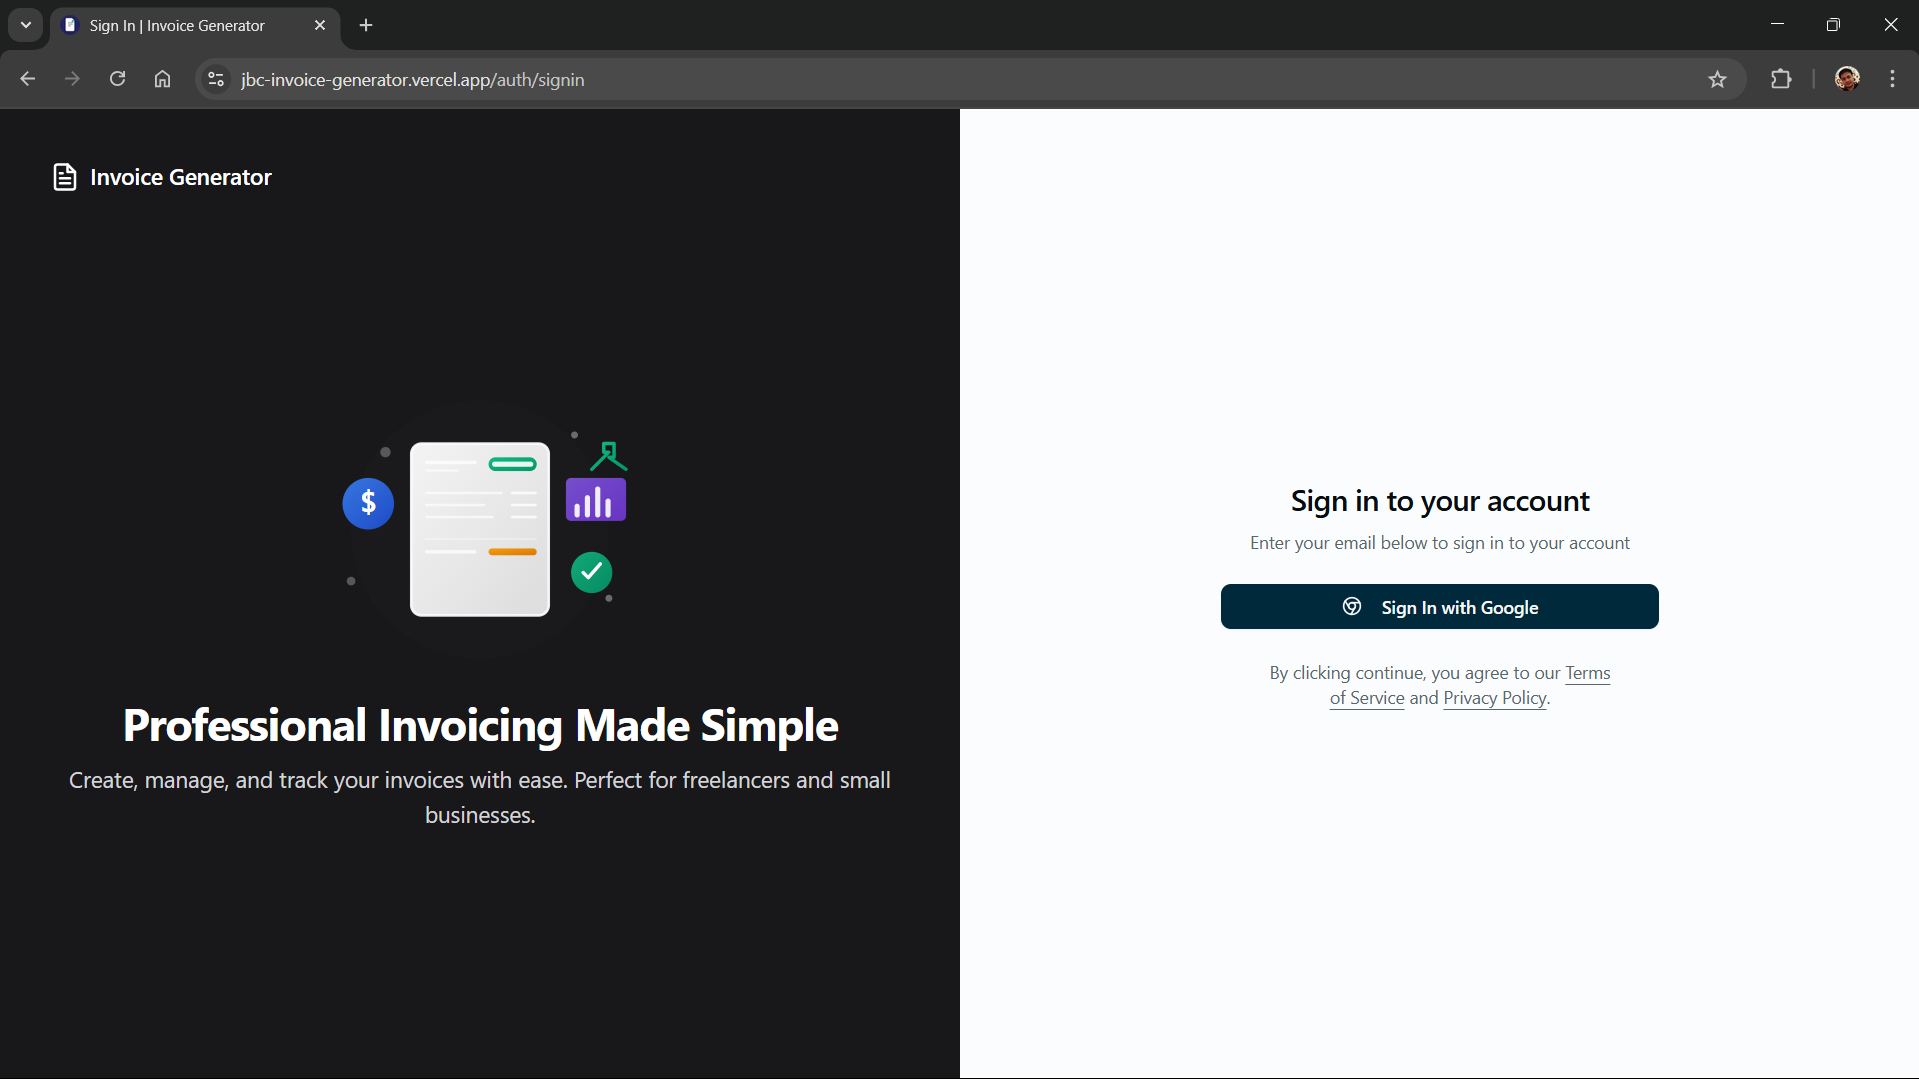 Sign In | Invoice Generator
jbc-invoice-generator.vercel.app/auth/signin
Invoice Generator
$
Professional Invoicing Made Simple
Create, manage, and track your invoices with ease. Perfect for freelancers and small
businesses.
Sign in to your account
Enter your email below to sign in to your account
Sign In with Google
By clicking continue, you agree to our Terms
of Service and Privacy Policy.